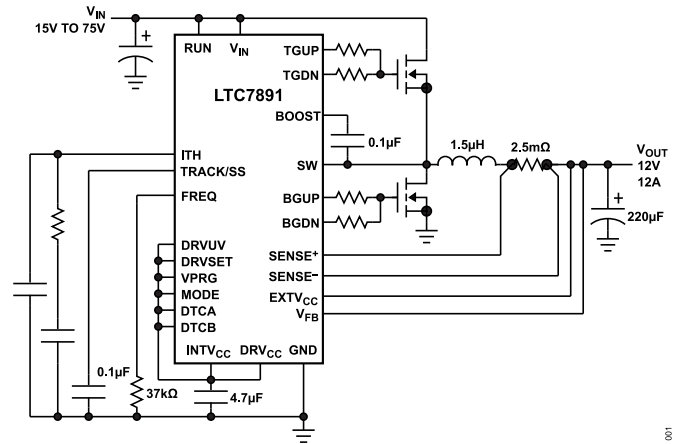 VIN
15V TO 75V
+
RUN
VIN
LTC7891
TGUP
TGDN
BOOST
0.1µF
SW
1.5µH
2.5mΩ
VOUT
12V
12A
+
220µF
BGUP
BGDN
SENSE+
SENSE−
EXTVCC
VFB
ITH
TRACK/SS
FREQ
DRVUV
DRVSET
VPRG
MODE
DTCA
DTCB
INTVCC
DRVCC
GND
0.1µF
37kΩ
4.7µF
001